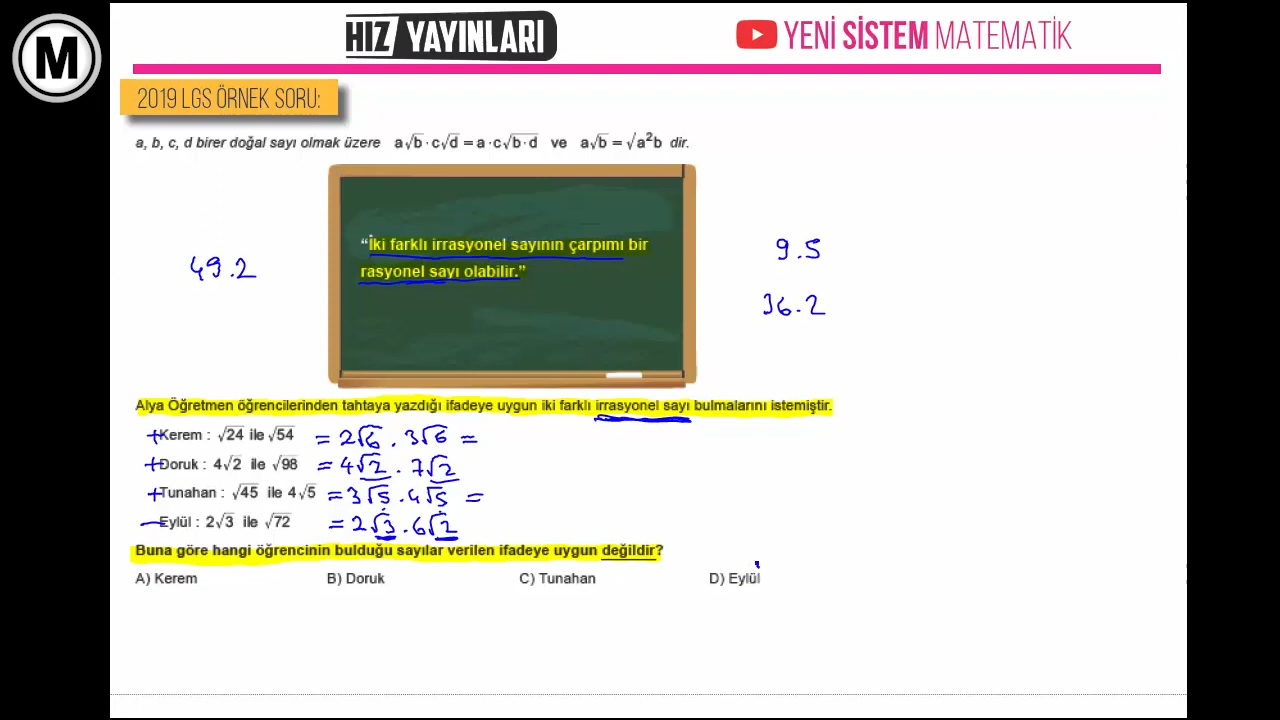 M
HIZ YAYINLARI
YENİ SİSTEM MATEMATİK
2019 LGS ÖRNEK SORU:
a, b, c, d birer doğal sayı olmak üzere a√b · c√d = a · c√b · d ve a√b = √a²b dir.
"İki farklı irrasyonel sayının çarpımı bir
rasyonel sayı olabilir."
49.2
9.5
36.2
Alya Öğretmen öğrencilerinden tahtaya yazdığı ifadeye uygun iki farklı irrasyonel sayı bulmalarını istemiştir.
+Kerem : √24 ile √54 = 2√6 . 3√6 =
+Doruk : 4√2 ile √98 = 4√2 . 7√2
+Tunahan : √45 ile 4√5 = 3√5 . 4√5 =
–Eylül : 2√3 ile √72 = 2√3 . 6√2
Buna göre hangi öğrencinin bulduğu sayılar verilen ifadeye uygun değildir?
A) Kerem B) Doruk C) Tunahan D) Eylül